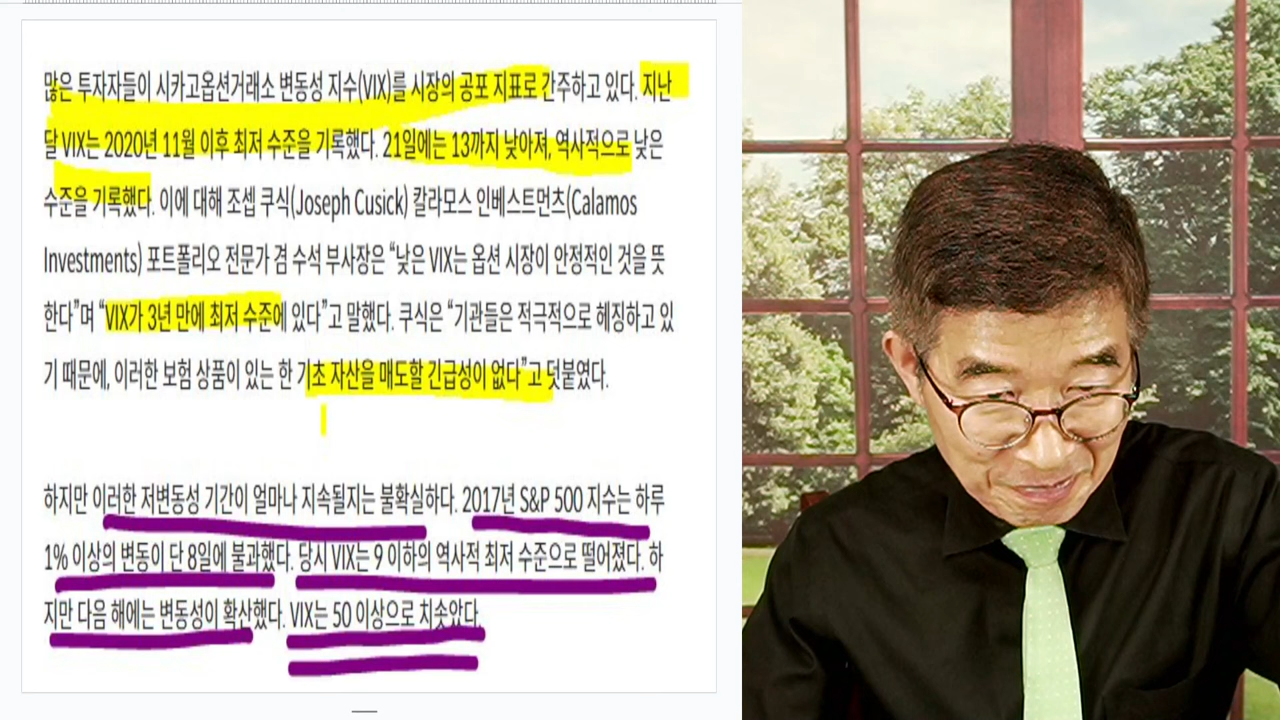 많은 투자자들이 시카고옵션거래소 변동성 지수(VIX)를 시장의 공포 지표로 간주하고 있다. 지난
달 VIX는 2020년 11월 이후 최저 수준을 기록했다. 21일에는 13까지 낮아져, 역사적으로 낮은
수준을 기록했다. 이에 대해 조셉 쿠식(Joseph Cusick) 칼라모스 인베스트먼츠(Calamos
Investments) 포트폴리오 전문가 겸 수석 부사장은 “낮은 VIX는 옵션 시장이 안정적인 것을 뜻
한다”며 “VIX가 3년 만에 최저 수준에 있다”고 말했다. 쿠식은 “기관들은 적극적으로 헤징하고 있
기 때문에, 이러한 보험 상품이 있는 한 기초 자산을 매도할 긴급성이 없다”고 덧붙였다.
하지만 이러한 저변동성 기간이 얼마나 지속될지는 불확실하다. 2017년 S&P 500 지수는 하루
1% 이상의 변동이 단 8일에 불과했다. 당시 VIX는 9 이하의 역사적 최저 수준으로 떨어졌다. 하
지만 다음 해에는 변동성이 확산했다. VIX는 50 이상으로 치솟았다.